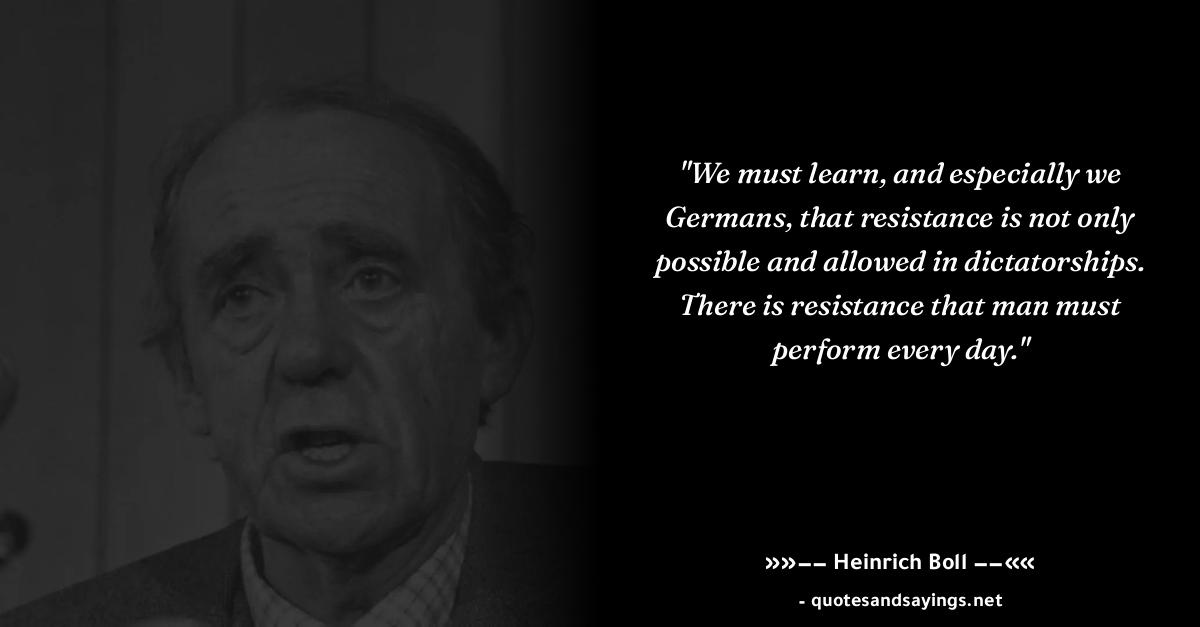 "We must learn, and especially we
Germans, that resistance is not only
possible and allowed in dictatorships.
There is resistance that man must
perform every day."
»»−− Heinrich Boll −−««
- quotesandsayings.net